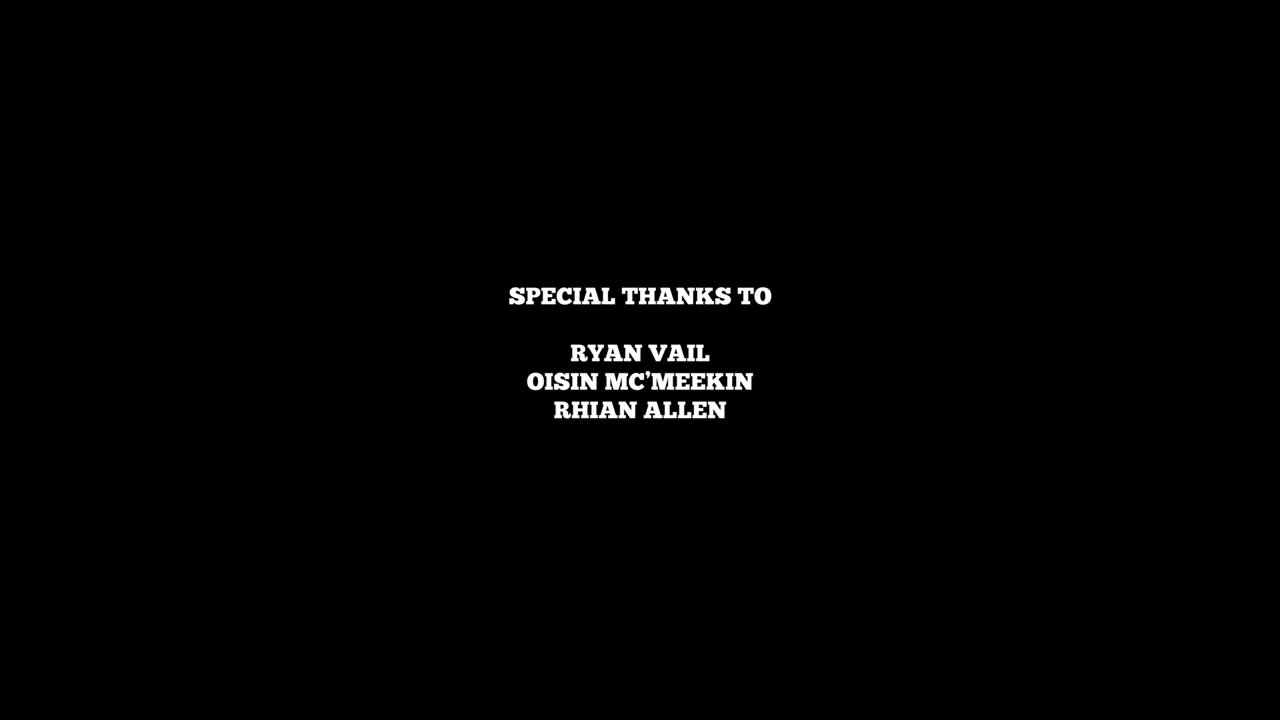 SPECIAL THANKS TO
RYAN VAIL
OISIN MC'MEEKIN
RHIAN ALLEN